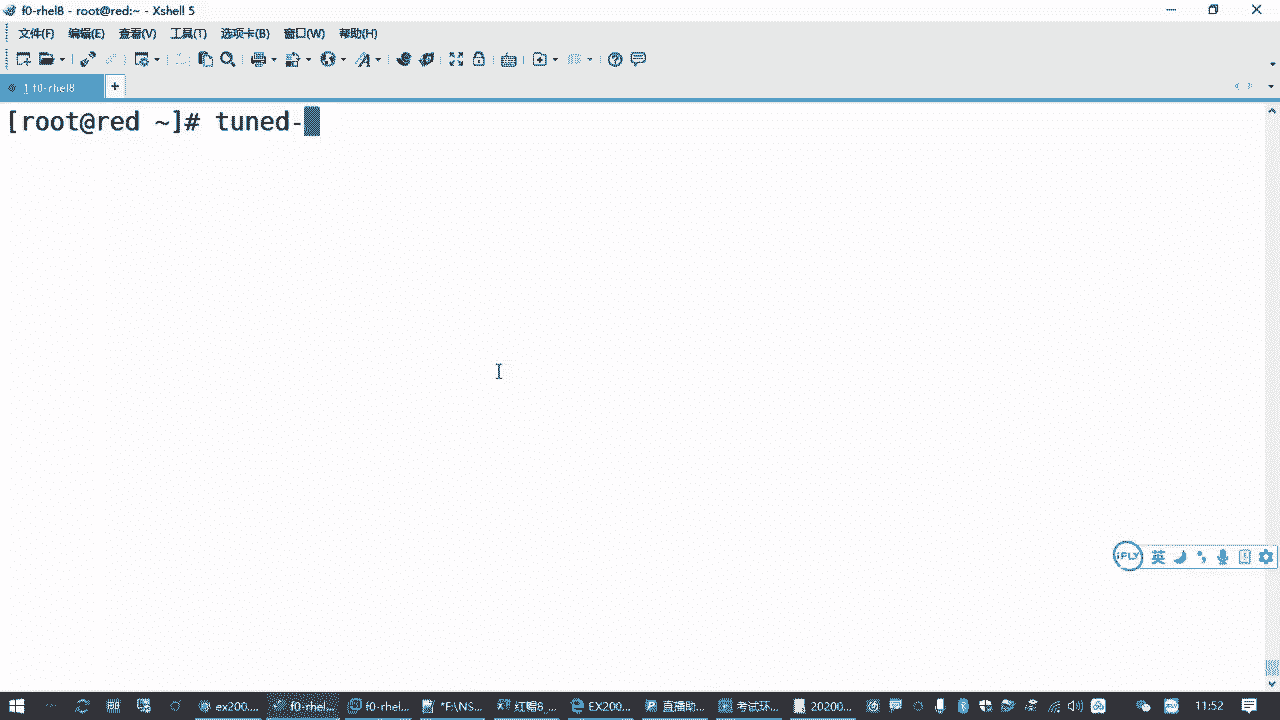 f0-rhel8 - root@red:~ - Xshell 5
文件(F) 编辑(E) 查看(V) 工具(T) 选项卡(B) 窗口(W) 帮助(H)
1 f0-rhel8
[root@red ~]# tuned-
iFLY 英
ex200... f0-rhel... f0-rhel... *F:\NS... 红帽8_... EX200... 直播助... 考试环... 20200... 11:52